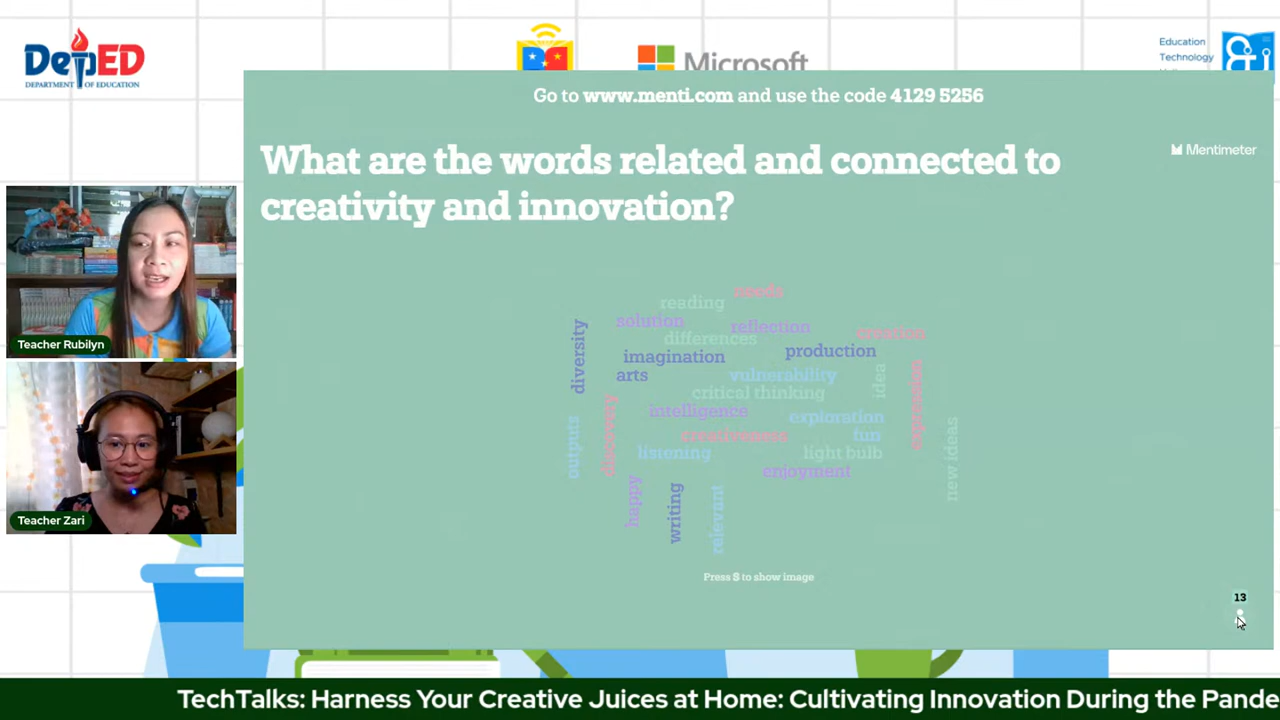 DepED
DEPARTMENT OF EDUCATION
Microsoft
Education
Technology
Go to www.menti.com and use the code 4129 5256
Mentimeter
What are the words related and connected to
creativity and innovation?
needs
reading
solution
reflection
creation
differences
diversity
imagination
production
arts
vulnerability
idea
expression
critical thinking
intelligence
exploration
discovery
creativeness
fun
outputs
listening
light bulb
new ideas
enjoyment
happy
writing
relevant
Press S to show image
13
Teacher Rubilyn
Teacher Zari
TechTalks: Harness Your Creative Juices at Home: Cultivating Innovation During the Pande